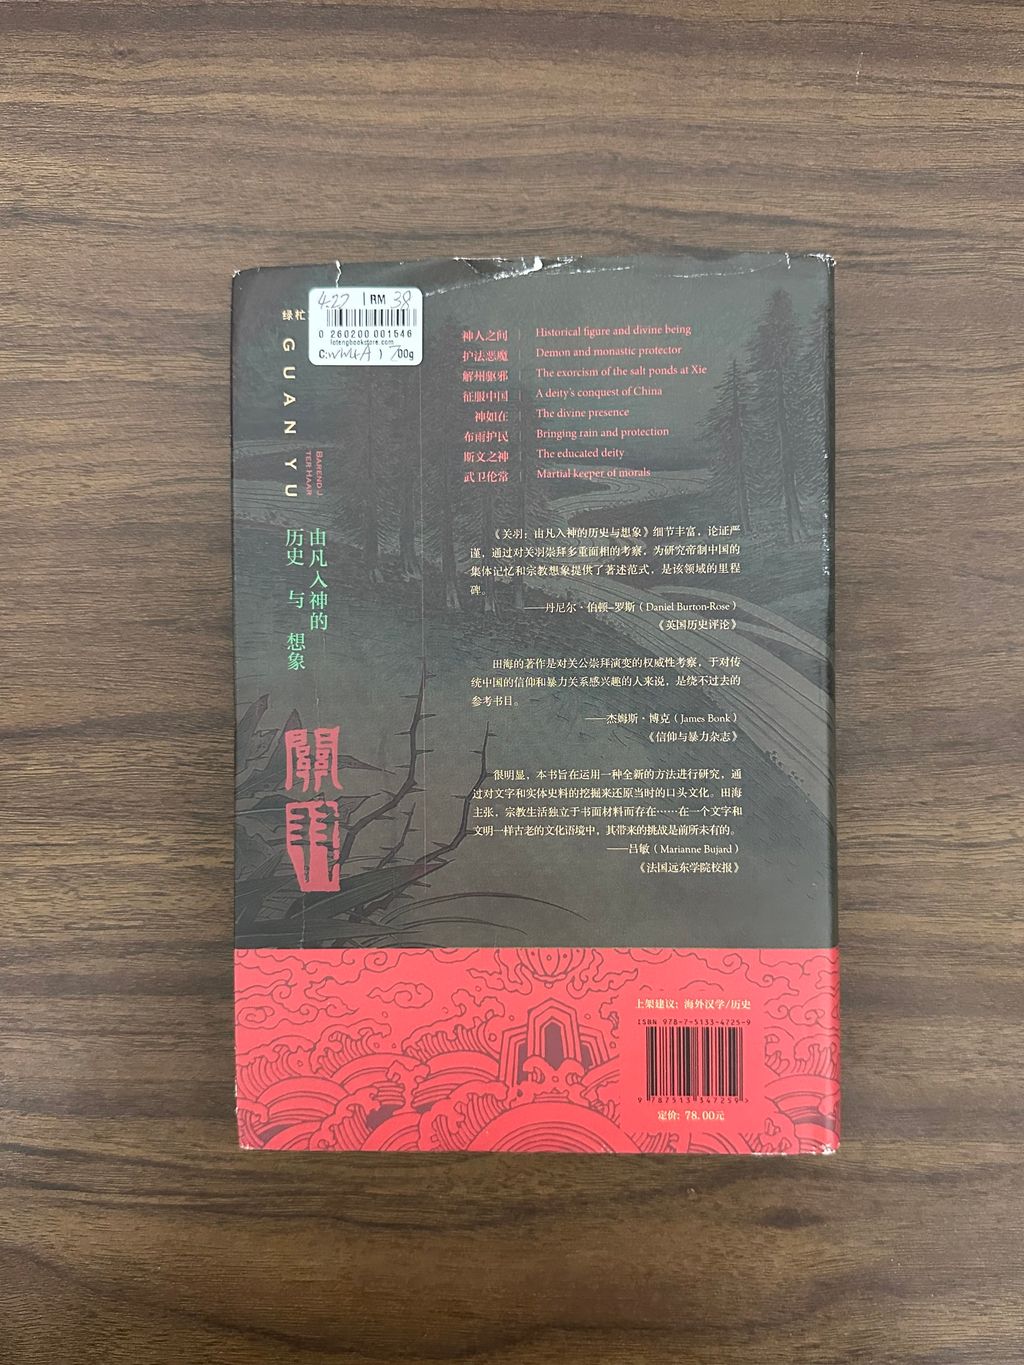 4.22 | RM 38
0 260200 001546
lotengbookstore.com
00g
绿茫
GUAN YU
BAREND J.
TER HAAR
由凡入神的
历史与想象
關羽
神人之间 | Historical figure and divine being
护法恶魔 | Demon and monastic protector
解州驱邪 | The exorcism of the salt ponds at Xie
征服中国 | A deity's conquest of China
神如在 | The divine presence
布雨护民 | Bringing rain and protection
斯文之神 | The educated deity
武卫伦常 | Martial keeper of morals
《关羽：由凡入神的历史与想象》细节丰富，论证严
谨，通过对关羽崇拜多重面相的考察，为研究帝制中国的
集体记忆和宗教想象提供了著述范式，是该领域的里程
碑。
——丹尼尔·伯顿-罗斯（Daniel Burton-Rose）
《英国历史评论》
田海的著作是对关公崇拜演变的权威性考察，于对传
统中国的信仰和暴力关系感兴趣的人来说，是绕不过去的
参考书目。
——杰姆斯·博克（James Bonk）
《信仰与暴力杂志》
很明显，本书旨在运用一种全新的方法进行研究，通
过对文字和实体史料的挖掘来还原当时的口头文化。田海
主张，宗教生活独立于书面材料而存在……在一个文字和
文明一样古老的文化语境中，其带来的挑战是前所未有的。
——吕敏（Marianne Bujard）
《法国远东学院校报》
上架建议：海外汉学/历史
ISBN 978-7-5133-4725-9
9 787513 347259 >
定价：78.00元